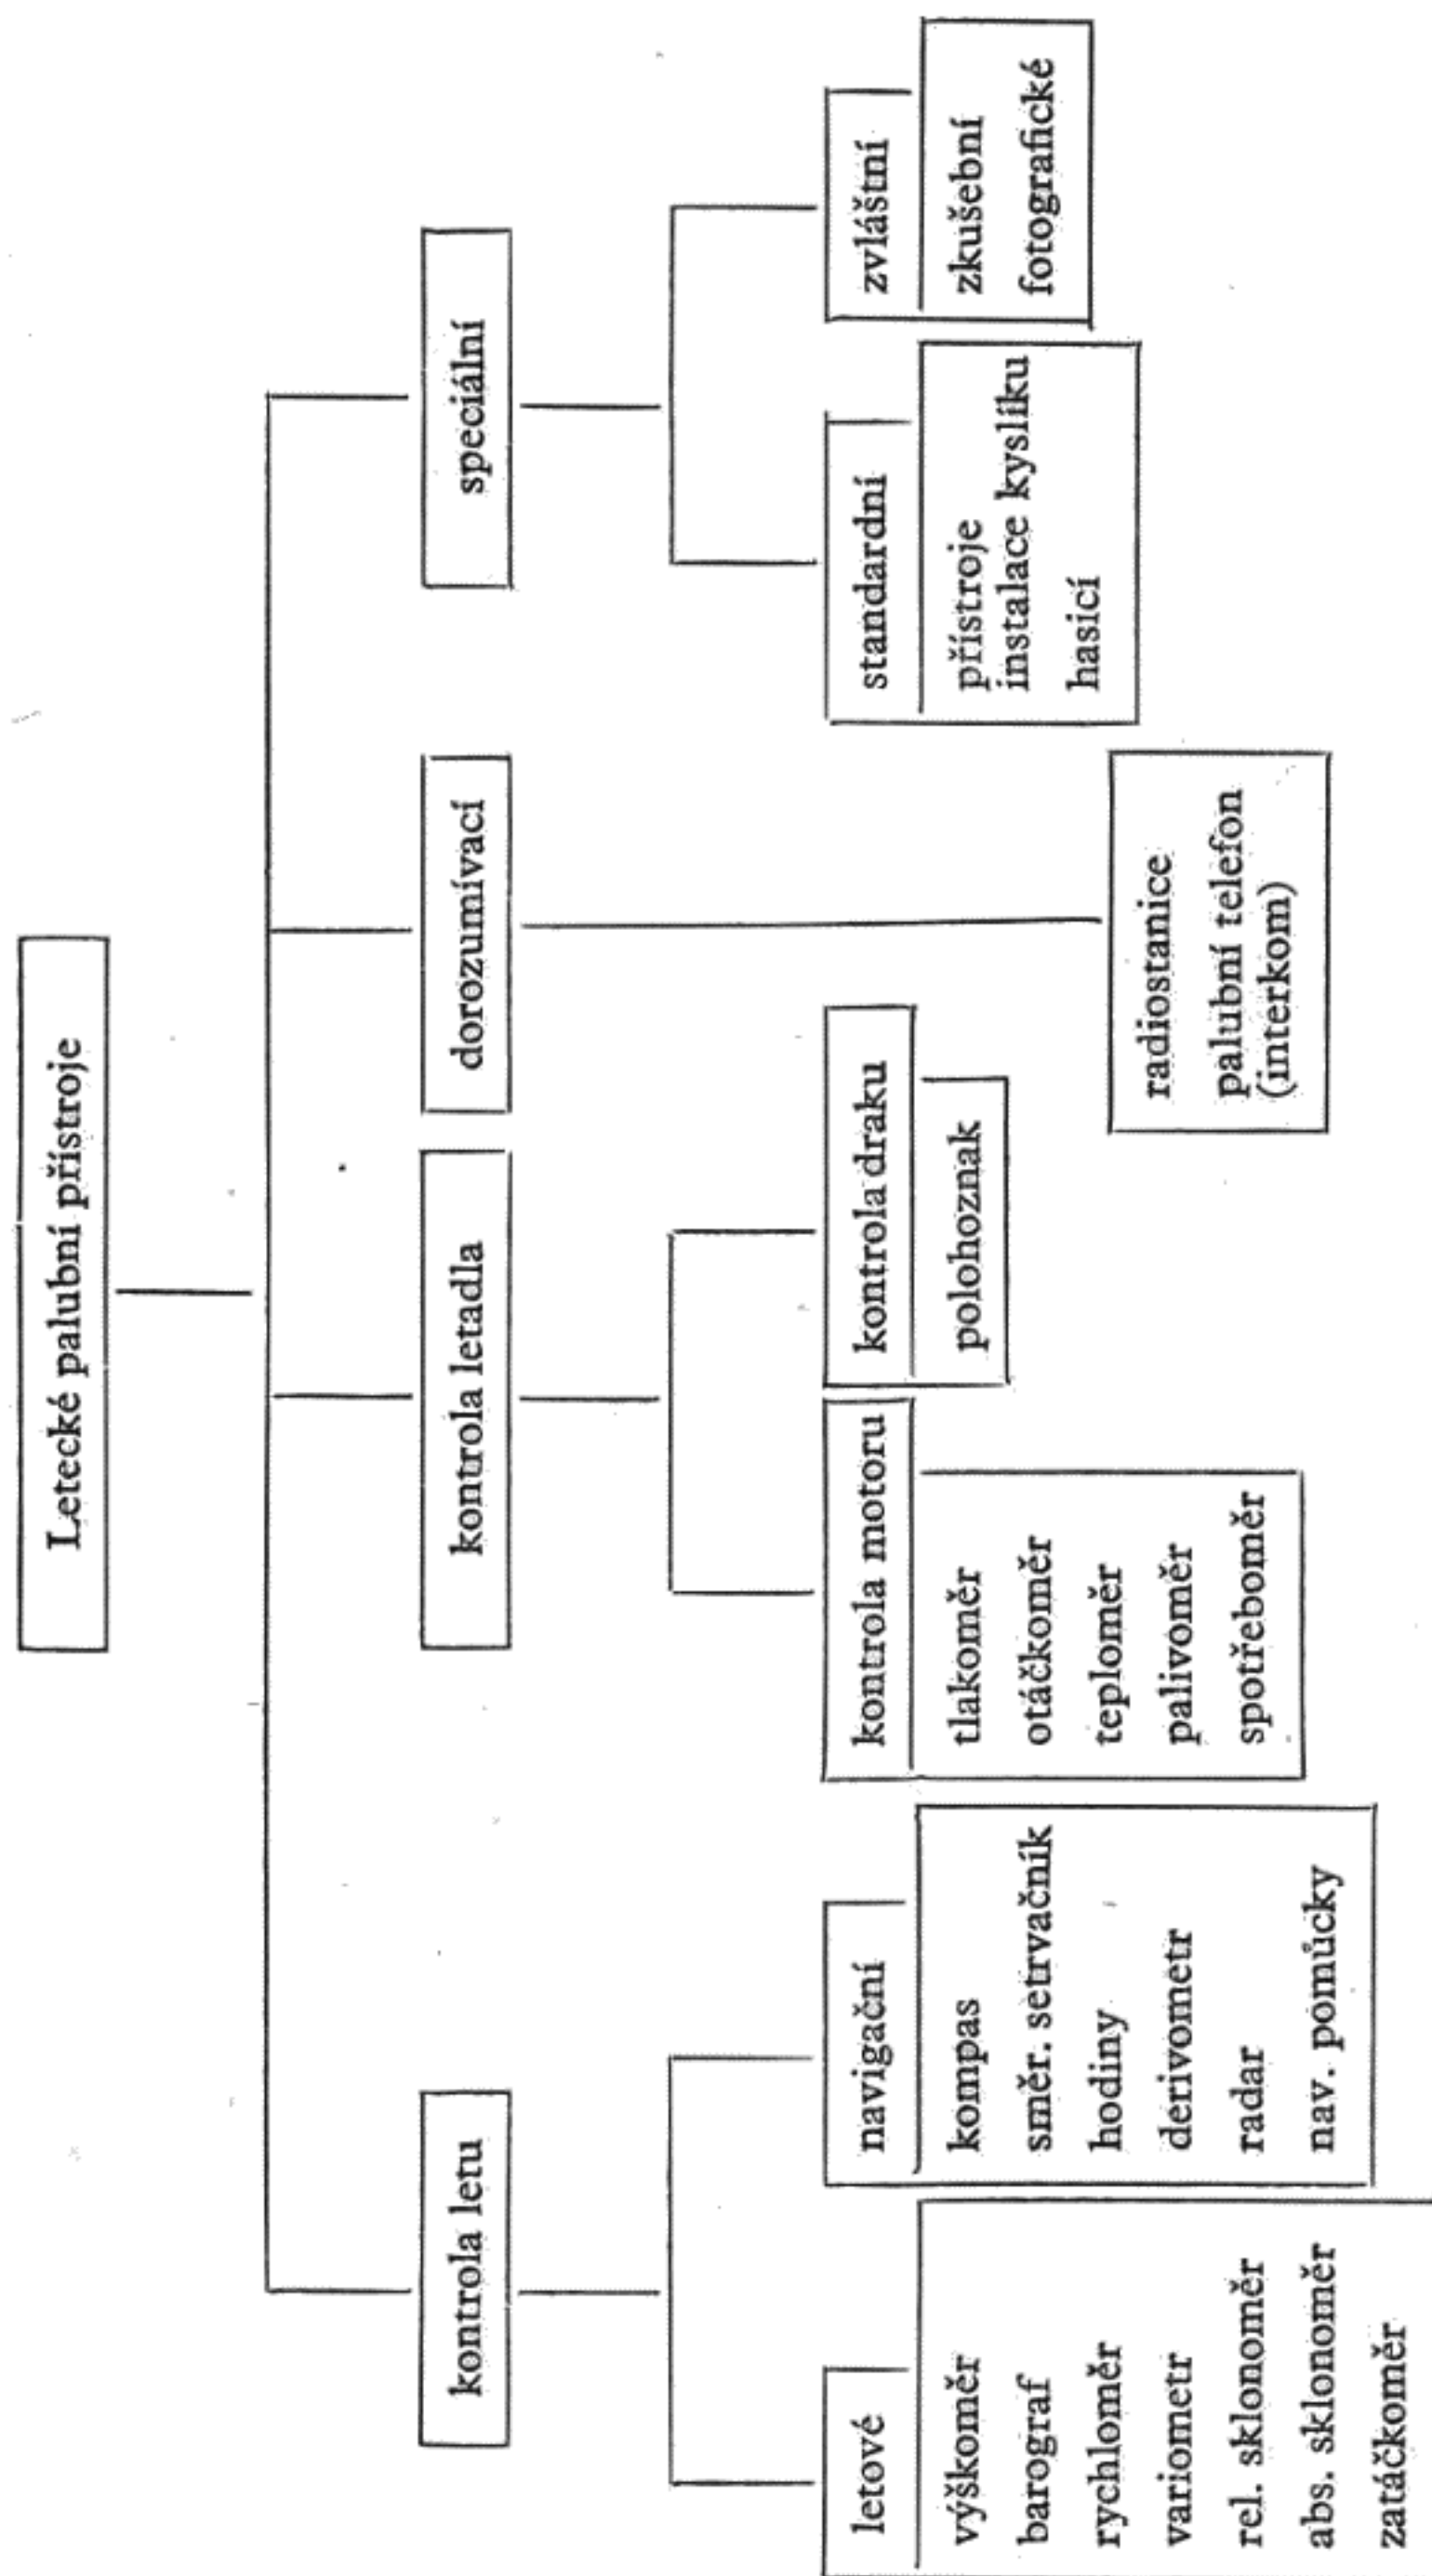 Letecké palubní přístroje
kontrola letu
kontrola letadla
dorozumívací
speciální
letové
výškoměr
barograf
rychloměr
variometr
rel. sklonoměr
abs. sklonoměr
zatáčkoměr
navigační
kompas
směr. setrvačník
hodiny
derivometr
radar
nav. pomůcky
kontrola motoru
tlakoměr
otáčkoměr
teploměr
palivoměr
spotřeboměr
kontrola draku
polohoznak
radiostanice
palubní telefon
(interkom)
standardní
přístroje
instalace kyslíku
hasicí
zvláštní
zkušební
fotografické